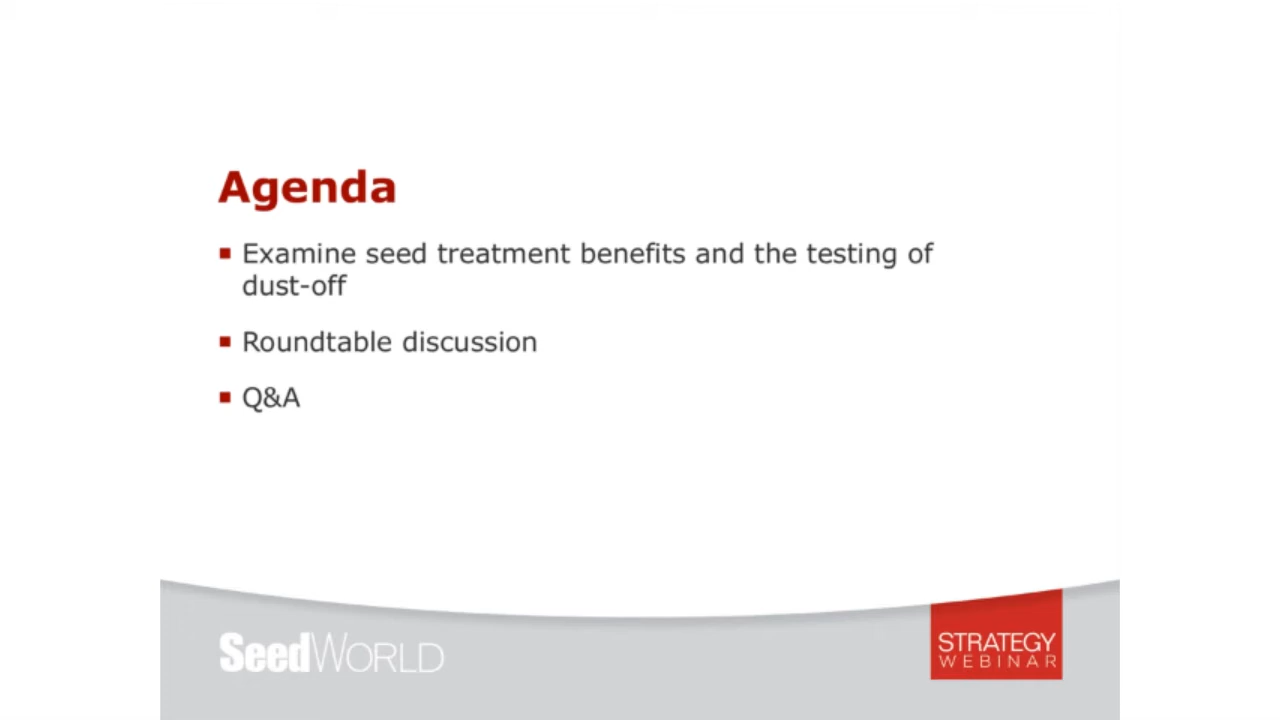 Agenda
▪ Examine seed treatment benefits and the testing of
dust-off
▪ Roundtable discussion
▪ Q&A
SeedWORLD
STRATEGY
WEBINAR